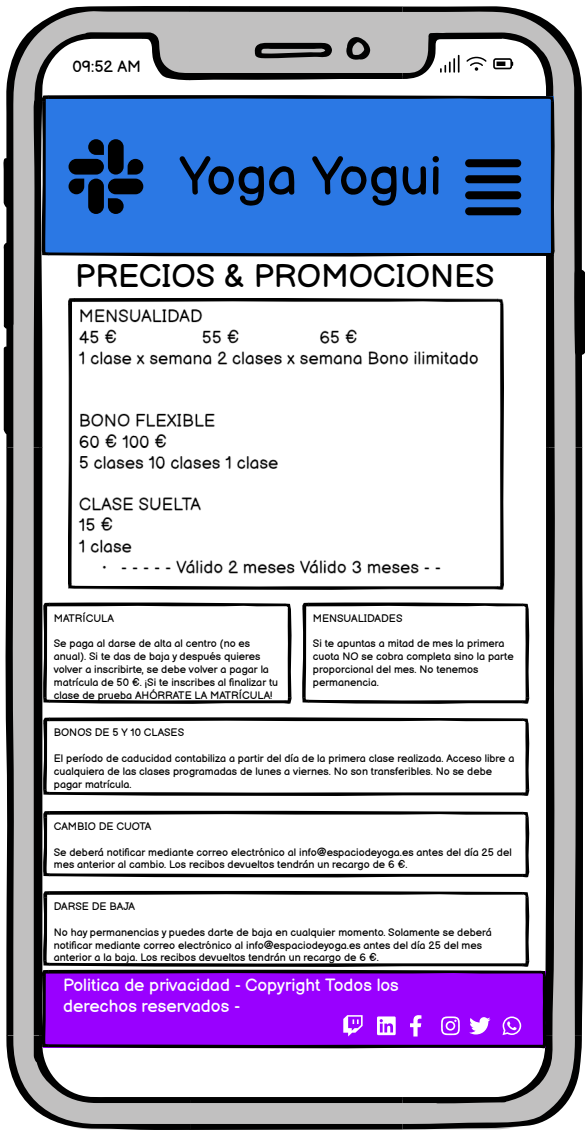 09:52 AM
Yoga Yogui
PRECIOS & PROMOCIONES
MENSUALIDAD
45 € 55 € 65 €
1 clase x semana 2 clases x semana Bono ilimitado
BONO FLEXIBLE
60 € 100 €
5 clases 10 clases 1 clase
CLASE SUELTA
15 €
1 clase
· - - - - - Válido 2 meses Válido 3 meses - -
MATRÍCULA
Se paga al darse de alta al centro (no es
anual). Si te das de baja y después quieres
volver a inscribirte, se debe volver a pagar la
matrícula de 50 €. ¡Si te inscribes al finalizar tu
clase de prueba AHÓRRATE LA MATRÍCULA!
MENSUALIDADES
Si te apuntas a mitad de mes la primera
cuota NO se cobra completa sino la parte
proporcional del mes. No tenemos
permanencia.
BONOS DE 5 Y 10 CLASES
El período de caducidad contabiliza a partir del día de la primera clase realizada. Acceso libre a
cualquiera de las clases programadas de lunes a viernes. No son transferibles. No se debe
pagar matrícula.
CAMBIO DE CUOTA
Se deberá notificar mediante correo electrónico al info@espaciodeyoga.es antes del día 25 del
mes anterior al cambio. Los recibos devueltos tendrán un recargo de 6 €.
DARSE DE BAJA
No hay permanencias y puedes darte de baja en cualquier momento. Solamente se deberá
notificar mediante correo electrónico al info@espaciodeyoga.es antes del día 25 del mes
anterior a la baja. Los recibos devueltos tendrán un recargo de 6 €.
Politica de privacidad - Copyright Todos los
derechos reservados -